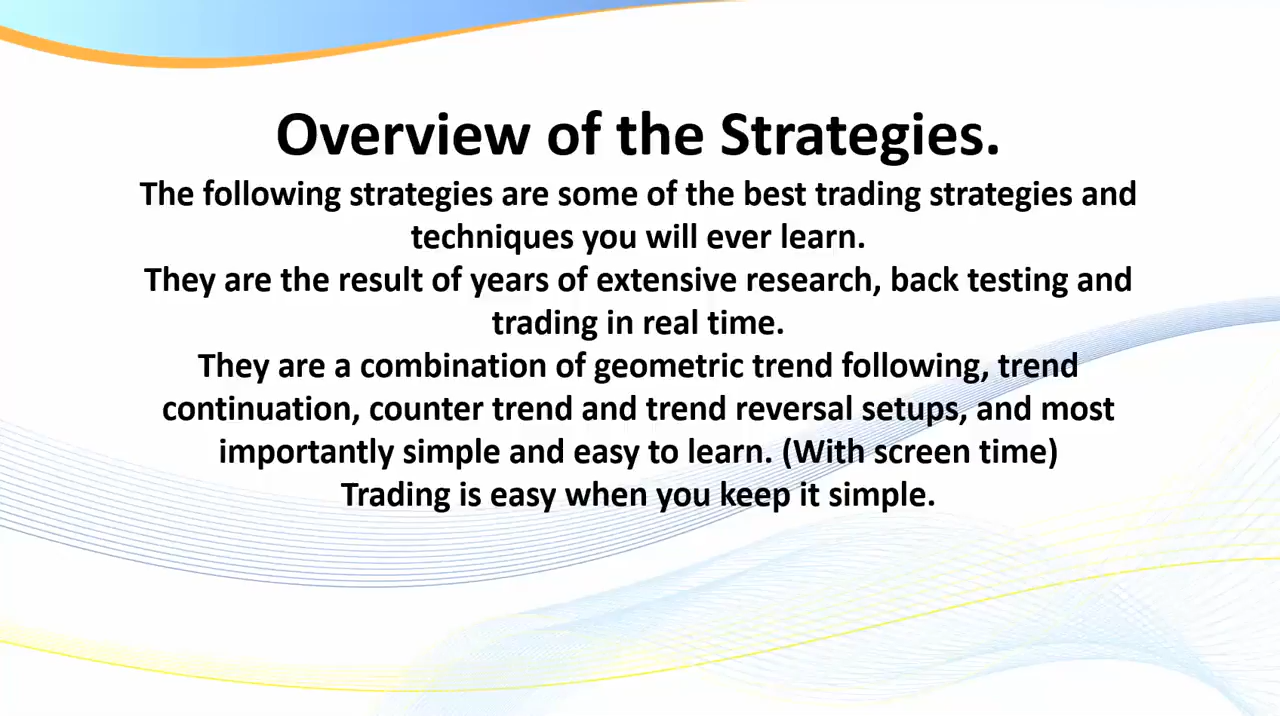 Overview of the Strategies.
The following strategies are some of the best trading strategies and
techniques you will ever learn.
They are the result of years of extensive research, back testing and
trading in real time.
They are a combination of geometric trend following, trend
continuation, counter trend and trend reversal setups, and most
importantly simple and easy to learn. (With screen time)
Trading is easy when you keep it simple.